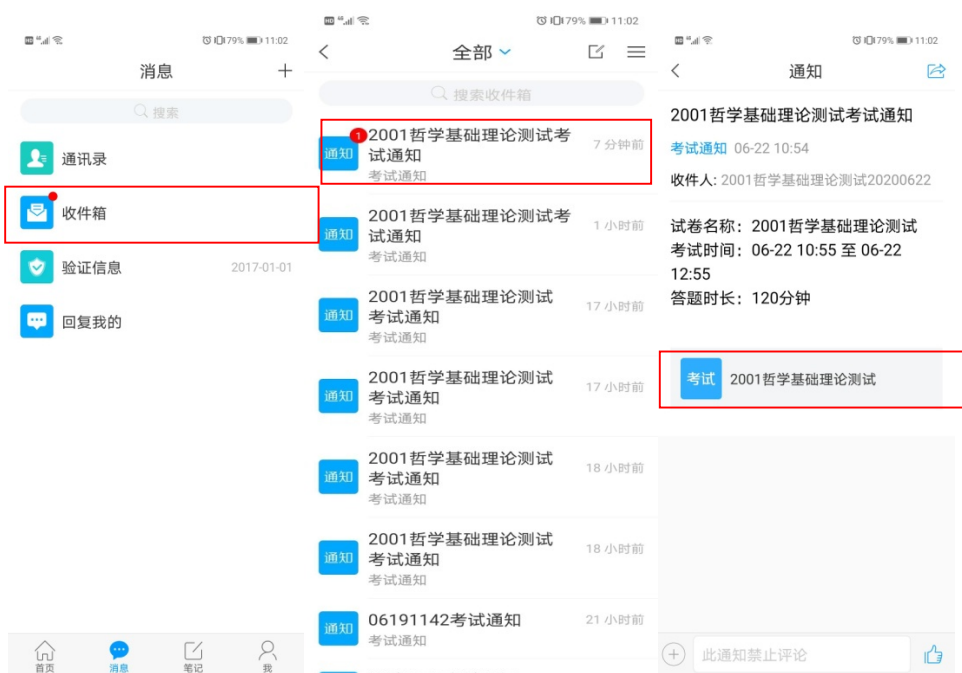 HD 46 79% 11:02
消息 +
搜索
通讯录
收件箱
验证信息 2017-01-01
回复我的
首页 消息 笔记 我
HD 46 79% 11:02
全部
搜索收件箱
通知 1 2001哲学基础理论测试考 7 分钟前
试通知
考试通知
通知 2001哲学基础理论测试考 1 小时前
试通知
考试通知
通知 2001哲学基础理论测试 17 小时前
考试通知
考试通知
通知 2001哲学基础理论测试 17 小时前
考试通知
考试通知
通知 2001哲学基础理论测试 18 小时前
考试通知
考试通知
通知 2001哲学基础理论测试 18 小时前
考试通知
考试通知
通知 06191142考试通知 21 小时前
考试通知
HD 46 79% 11:02
通知
2001哲学基础理论测试考试通知
考试通知 06-22 10:54
收件人: 2001哲学基础理论测试20200622
试卷名称：2001哲学基础理论测试
考试时间：06-22 10:55 至 06-22
12:55
答题时长：120分钟
考试 2001哲学基础理论测试
此通知禁止评论